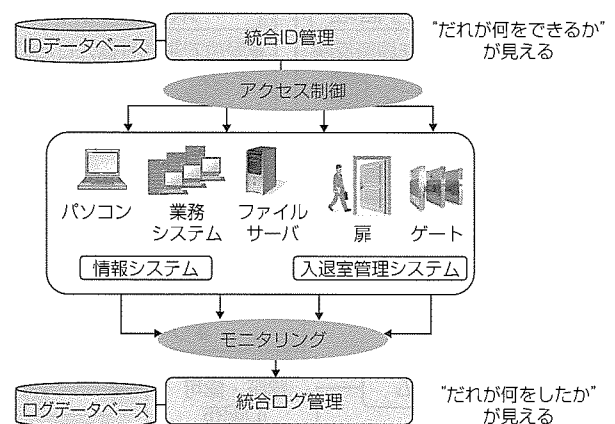 IDデータベース
統合ID管理
“だれが何をできるか”
が見える
アクセス制御
パソコン
業務
システム
ファイル
サーバ
扉
ゲート
情報システム
入退室管理システム
モニタリング
ログデータベース
統合ログ管理
“だれが何をしたか”
が見える